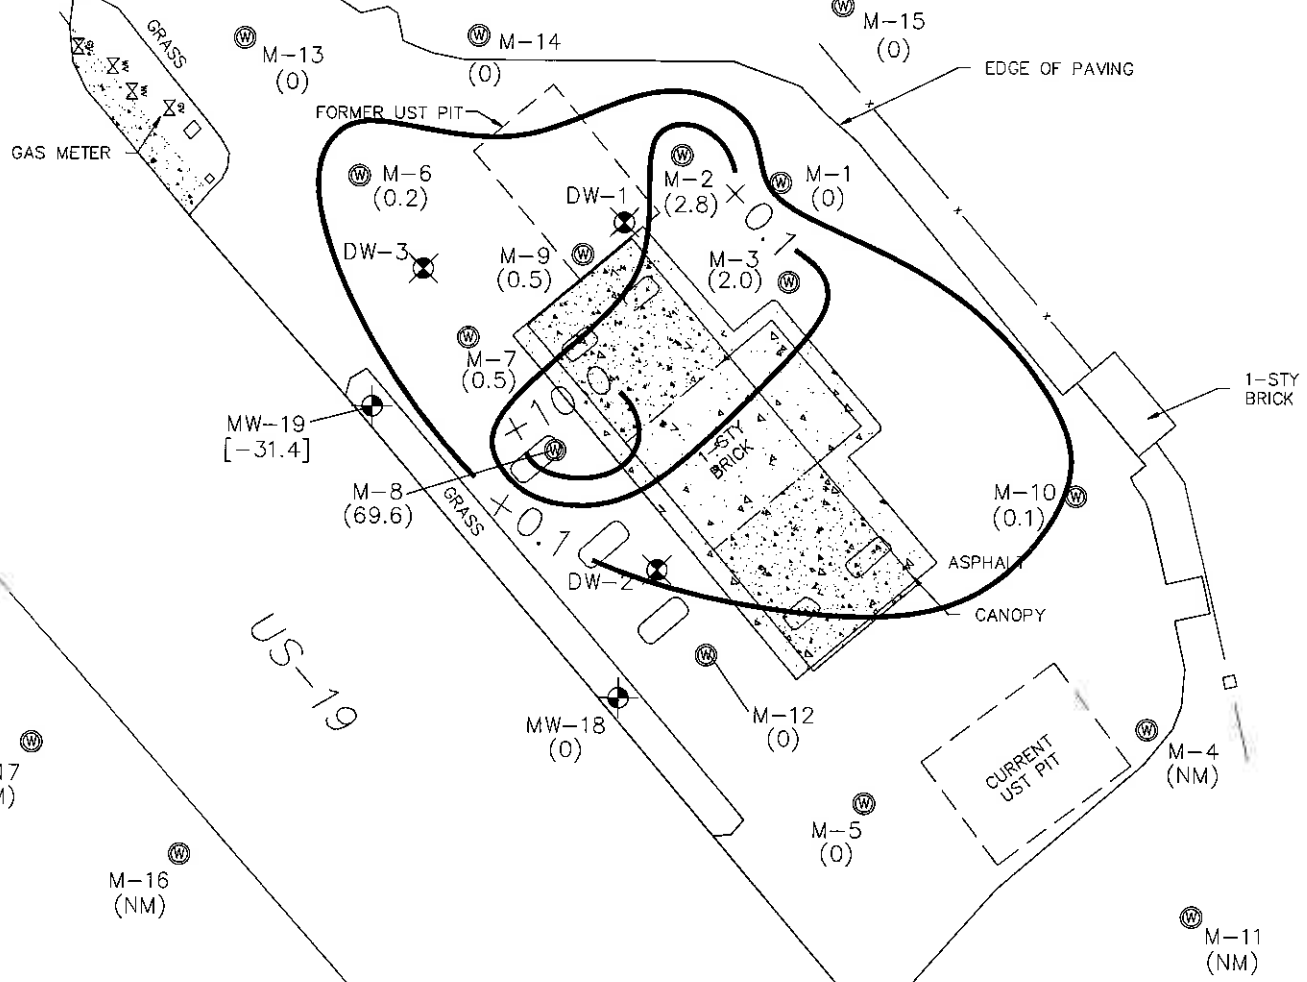 M-15
(0)
GRASS
M-13
(0)
M-14
(0)
EDGE OF PAVING
FORMER UST PIT
GAS METER
M-6
(0.2)
DW-1
M-2
(2.8)
M-1
(0)
+0.1
DW-3
M-9
(0.5)
M-3
(2.0)
M-7
(0.5)
1-STY
BRICK
MW-19
[-31.4]
+10
0
1-STY
BRICK
M-8
(69.6)
GRASS
+0.1
M-10
(0.1)
DW-2
ASPHALT
CANOPY
US-19
M-12
(0)
MW-18
(0)
M-4
(NM)
CURRENT
UST PIT
M-5
(0)
M-16
(NM)
M-11
(NM)